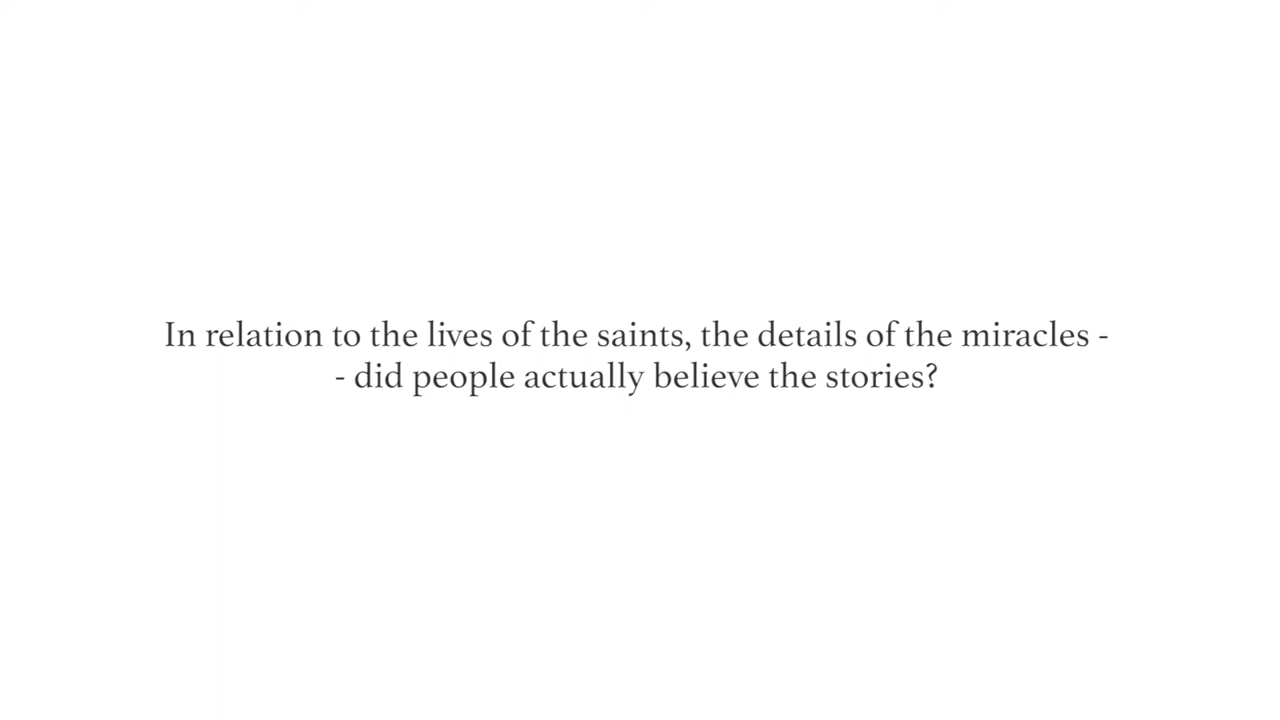 In relation to the lives of the saints, the details of the miracles -
- did people actually believe the stories?